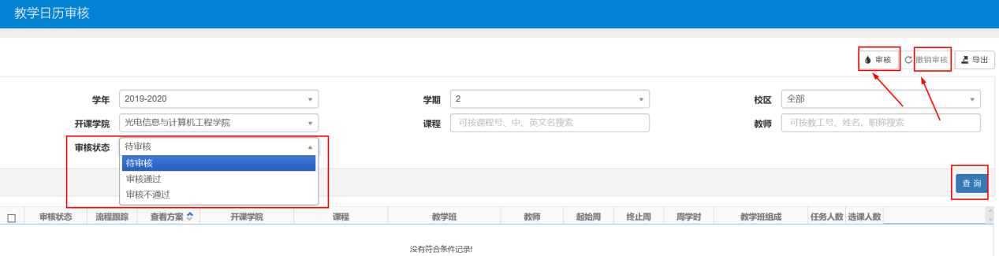 教学日历审核
审核 撤销审核 导出
学年 2019-2020 学期 2 校区 全部
开课学院 光电信息与计算机工程学院 课程 可按课程号、中、英文名搜索 教师 可按教工号、姓名、职称搜索
审核状态 待审核
待审核
审核通过
审核不通过
查 询
审核状态 流程跟踪 查看方案 开课学院 课程 教学班 教师 起始周 终止周 周学时 教学班组成 任务人数 选课人数
没有符合条件记录!